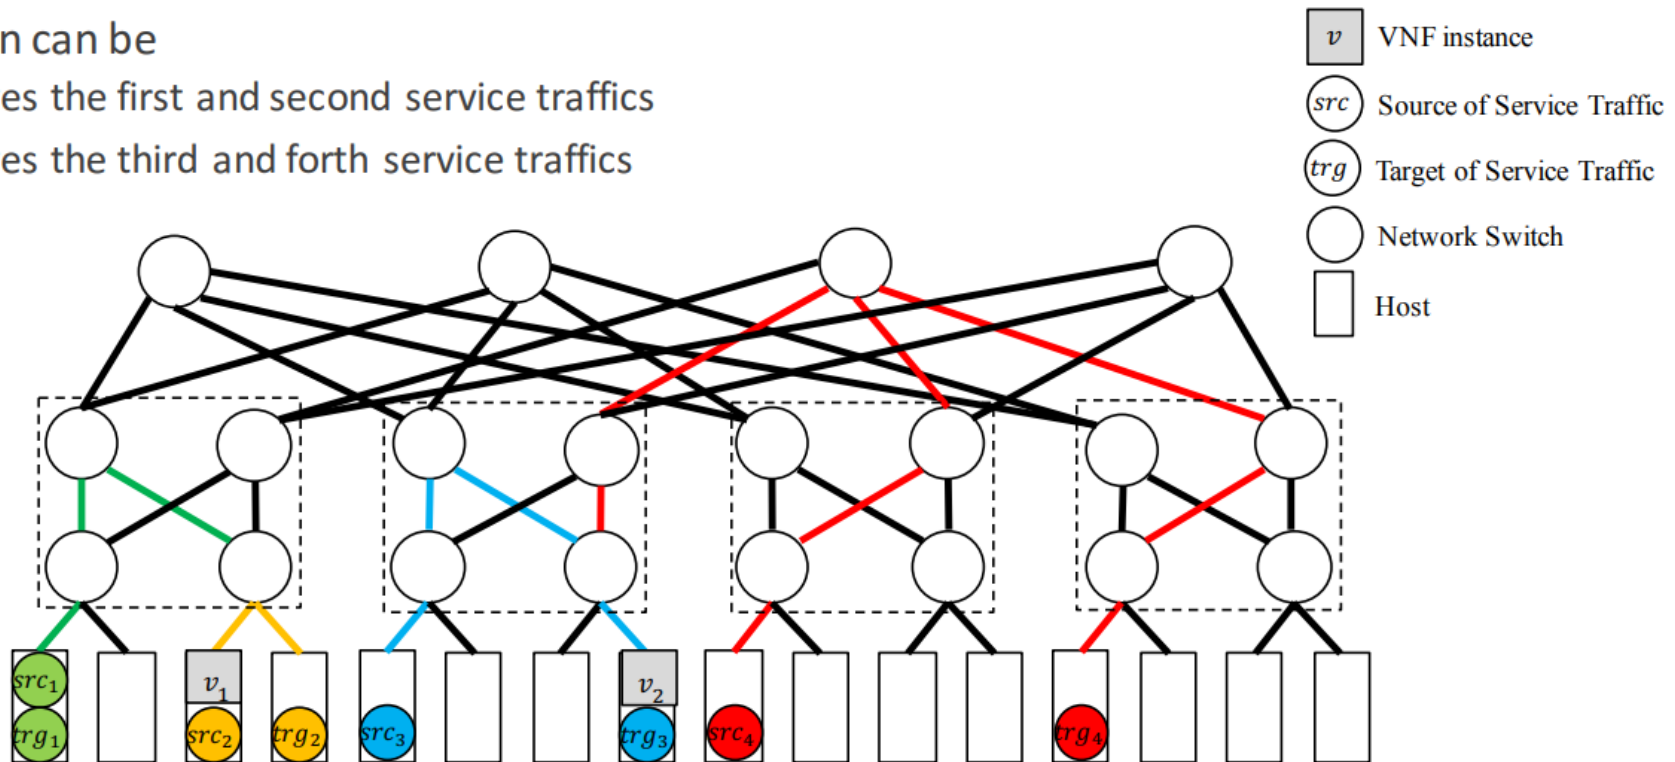 n can be
es the first and second service traffics
es the third and forth service traffics
v VNF instance
src Source of Service Traffic
trg Target of Service Traffic
Network Switch
Host
src1
trg1
v1
src2
trg2
src3
v2
trg3
src4
trg4